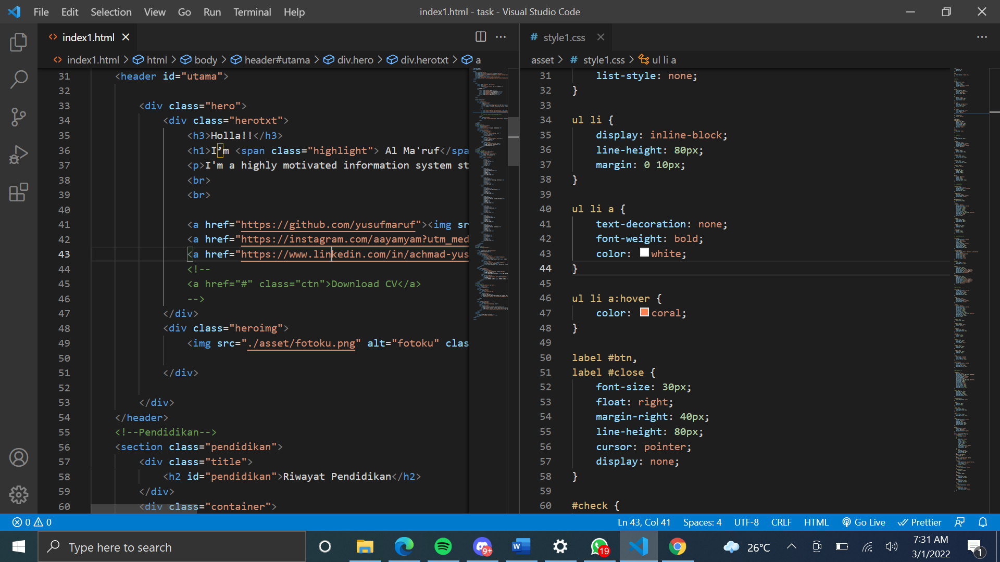 File Edit Selection View Go Run Terminal Help
index1.html - task - Visual Studio Code
index1.html
index1.html > html > body > header#utama > div.hero > div.herotxt > a
31 <header id="utama">
32
33 <div class="hero">
34 <div class="herotxt">
35 <h3>Holla!!</h3>
36 <h1>I’m <span class="highlight"> Al Ma'ruf</spa
37 <p>I'm a highly motivated information system st
38 <br>
39 <br>
40
41 <a href="https://github.com/yusufmaruf"><img sr
42 <a href="https://instagram.com/aayamyam?utm_med
43 <a href="https://www.linkedin.com/in/achmad-yus
44 <!--
45 <a href="#" class="ctn">Download CV</a>
46 -->
47 </div>
48 <div class="heroimg">
49 <img src="./asset/fotoku.png" alt="fotoku" clas
50
51 </div>
52
53 </div>
54 </header>
55 <!--Pendidikan-->
56 <section class="pendidikan">
57 <div class="title">
58 <h2 id="pendidikan">Riwayat Pendidikan</h2>
59 </div>
60 <div class="container">
# style1.css
asset > # style1.css > ul li a
31 list-style: none;
32 }
33
34 ul li {
35 display: inline-block;
36 line-height: 80px;
37 margin: 0 10px;
38 }
39
40 ul li a {
41 text-decoration: none;
42 font-weight: bold;
43 color: white;
44 }
45
46 ul li a:hover {
47 color: coral;
48 }
49
50 label #btn,
51 label #close {
52 font-size: 30px;
53 float: right;
54 margin-right: 40px;
55 line-height: 80px;
56 cursor: pointer;
57 display: none;
58 }
59
60 #check {
0 0
Ln 43, Col 41 Spaces: 4 UTF-8 CRLF HTML Go Live Prettier
Type here to search
9+
W
19
26°C
7:31 AM
3/1/2022
1